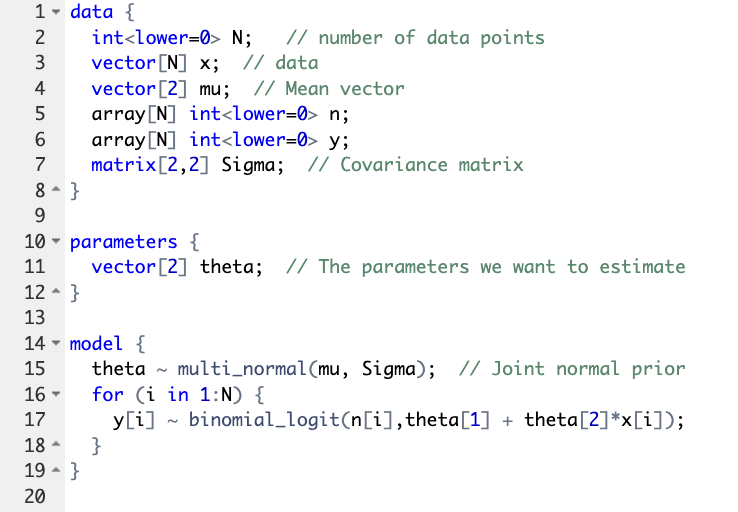 1 data {
2   int<lower=0> N;   // number of data points
3   vector[N] x;  // data
4   vector[2] mu;  // Mean vector
5   array[N] int<lower=0> n;
6   array[N] int<lower=0> y;
7   matrix[2,2] Sigma;  // Covariance matrix
8 }
9
10 parameters {
11   vector[2] theta;  // The parameters we want to estimate
12 }
13
14 model {
15   theta ~ multi_normal(mu, Sigma);  // Joint normal prior
16   for (i in 1:N) {
17     y[i] ~ binomial_logit(n[i],theta[1] + theta[2]*x[i]);
18   }
19 }
20